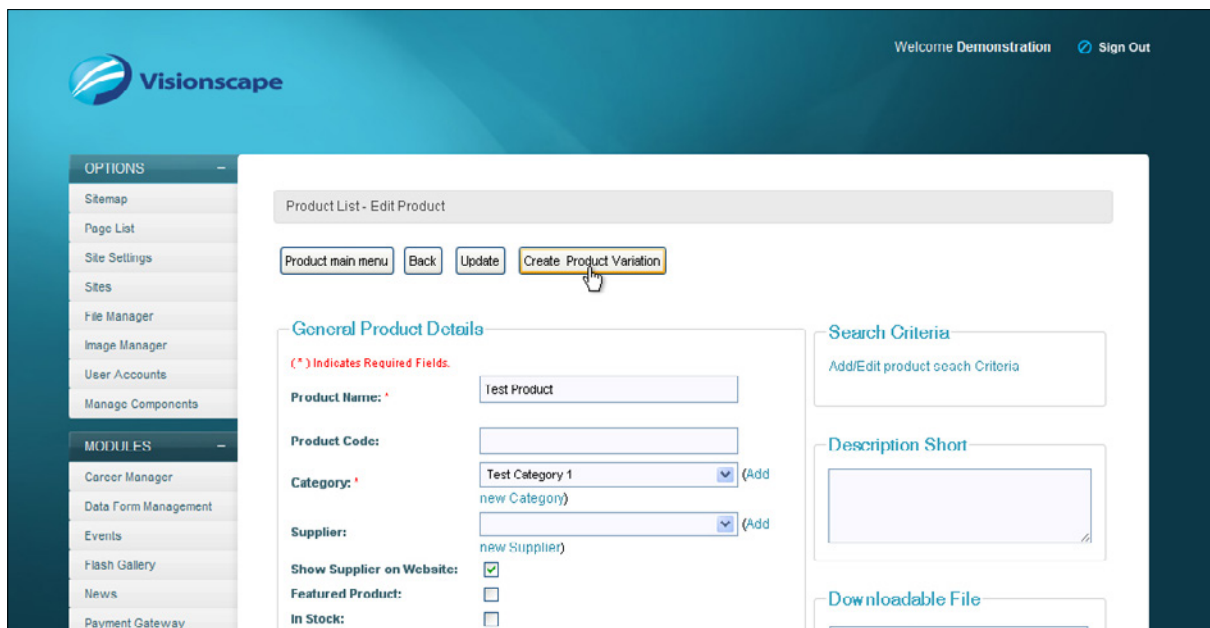 Welcome Demonstration
Sign Out
Visionscape
OPTIONS
Sitemap
Page List
Site Settings
Sites
File Manager
Image Manager
User Accounts
Manage Components
MODULES
Career Manager
Data Form Management
Events
Flash Gallery
News
Payment Gateway
Product List - Edit Product
Product main menu
Back
Update
Create Product Variation
General Product Details
(*) Indicates Required Fields.
Product Name: *
Test Product
Product Code:
Category: *
Test Category 1
(Add
new Category)
Supplier:
(Add
new Supplier)
Show Supplier on Website:
Featured Product:
In Stock:
Search Criteria
Add/Edit product seach Criteria
Description Short
Downloadable File